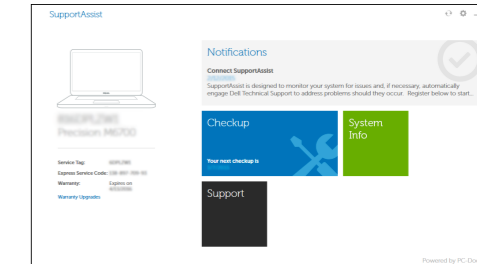 SupportAssist
Notifications
Connect SupportAssist
SupportAssist is designed to monitor your system for issues and, if necessary, automatically
engage Dell Technical Support to address problems should they occur. Register below to start...
Checkup
Your next checkup is
System
Info
Support
Precision M6700
Service Tag:
Express Service Code:
Warranty:
Expires on
Warranty Upgrades
Powered by PC-Doc